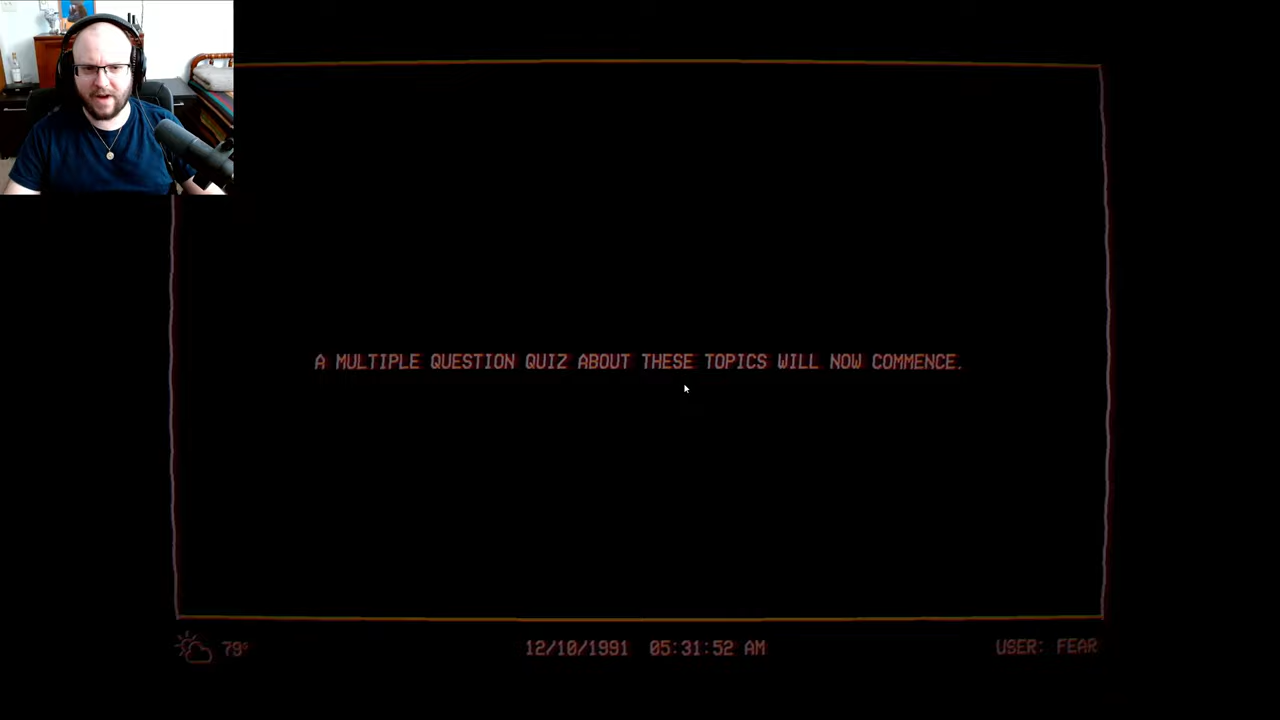 A MULTIPLE QUESTION QUIZ ABOUT THESE TOPICS WILL NOW COMMENCE.
79° 12/10/1991 05:31:52 AM USER: FEAR